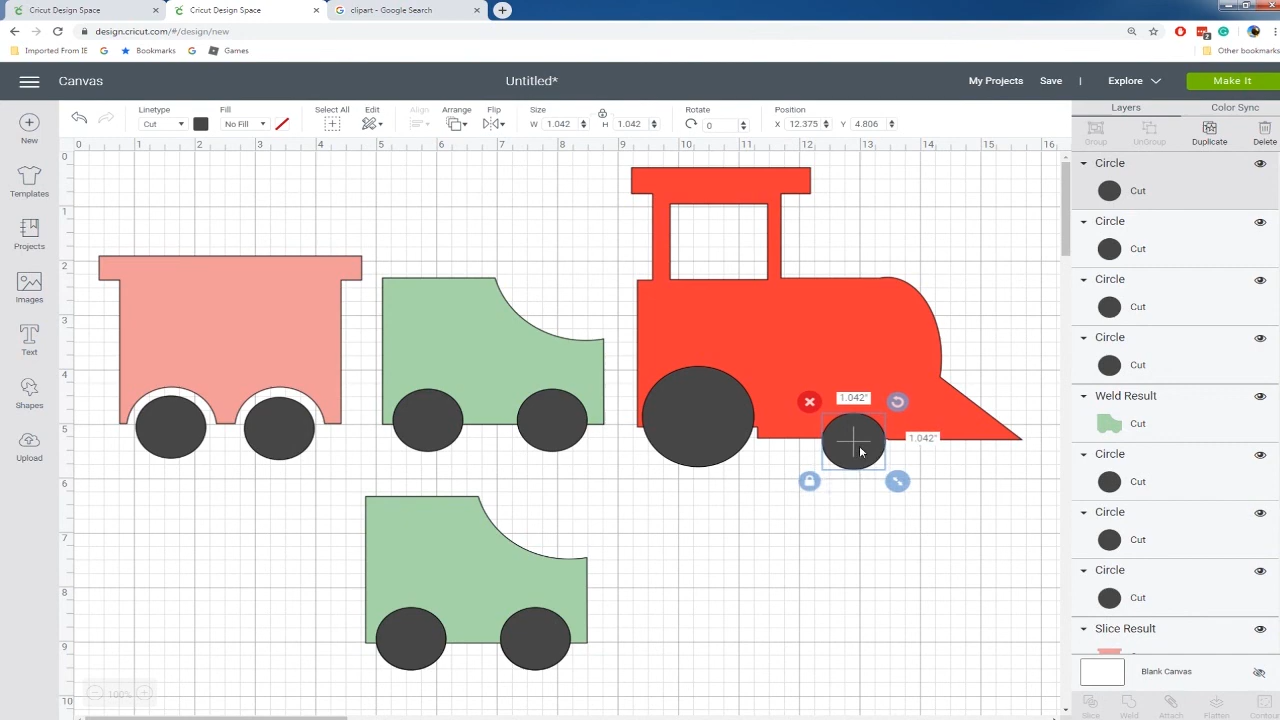 Cricut Design Space
Cricut Design Space
clipart - Google Search
design.cricut.com/#/design/new
Imported From IE
Bookmarks
Games
Other bookmarks
Canvas
Untitled*
My Projects
Save
|
Explore
Make It
Linetype
Cut
Fill
No Fill
Select All
Edit
Align
Arrange
Flip
Size
W 1.042
H 1.042
Rotate
0
Position
X 12.375
Y 4.806
Layers
Color Sync
Group
UnGroup
Duplicate
Delete
0 1 2 3 4 5 6 7 8 9 10 11 12 13 14 15 16
0
1
2
3
4
5
6
7
8
9
10
New
Templates
Projects
Images
Text
Shapes
Upload
1.042"
1.042"
100%
Circle
Cut
Circle
Cut
Circle
Cut
Circle
Cut
Weld Result
Cut
Circle
Cut
Circle
Cut
Circle
Cut
Slice Result
Blank Canvas
Slice
Weld
Attach
Flatten